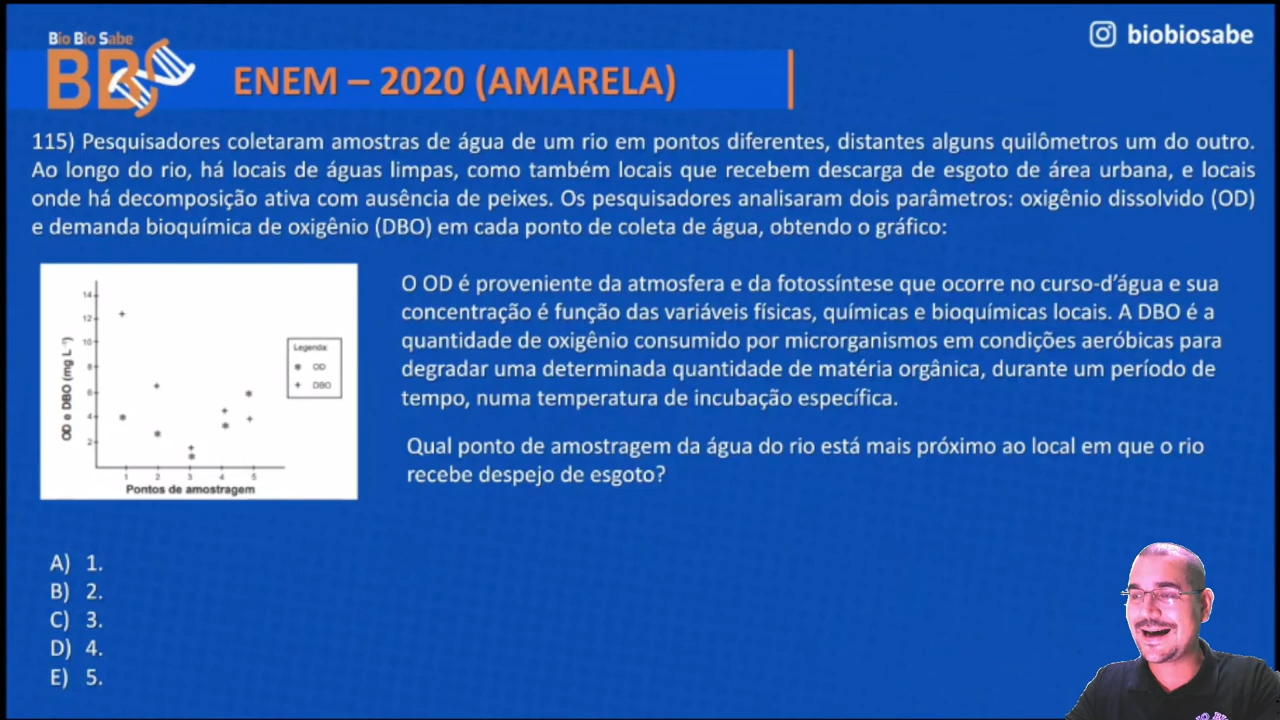 Bio Bio Sabe
BBS
biobiosabe
ENEM – 2020 (AMARELA)
115) Pesquisadores coletaram amostras de água de um rio em pontos diferentes, distantes alguns quilômetros um do outro.
Ao longo do rio, há locais de águas limpas, como também locais que recebem descarga de esgoto de área urbana, e locais
onde há decomposição ativa com ausência de peixes. Os pesquisadores analisaram dois parâmetros: oxigênio dissolvido (OD)
e demanda bioquímica de oxigênio (DBO) em cada ponto de coleta de água, obtendo o gráfico:
OD e DBO (mg L⁻¹)
14
12
10
8
6
4
2
1 2 3 4 5
Pontos de amostragem
Legenda:
* OD
+ DBO
O OD é proveniente da atmosfera e da fotossíntese que ocorre no curso-d’água e sua
concentração é função das variáveis físicas, químicas e bioquímicas locais. A DBO é a
quantidade de oxigênio consumido por microrganismos em condições aeróbicas para
degradar uma determinada quantidade de matéria orgânica, durante um período de
tempo, numa temperatura de incubação específica.
Qual ponto de amostragem da água do rio está mais próximo ao local em que o rio
recebe despejo de esgoto?
A) 1.
B) 2.
C) 3.
D) 4.
E) 5.